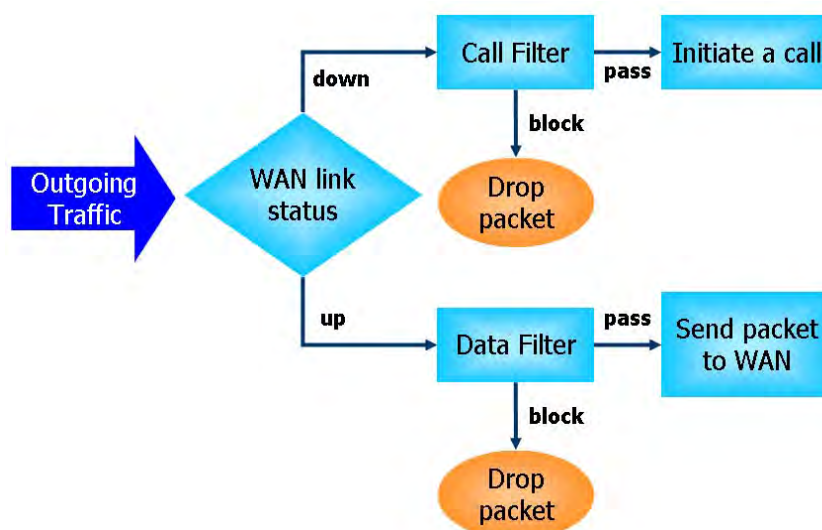 Call Filter
pass
Initiate a call
down
block
Outgoing
Traffic
WAN link
status
Drop
packet
up
Data Filter
pass
Send packet
to WAN
block
Drop
packet